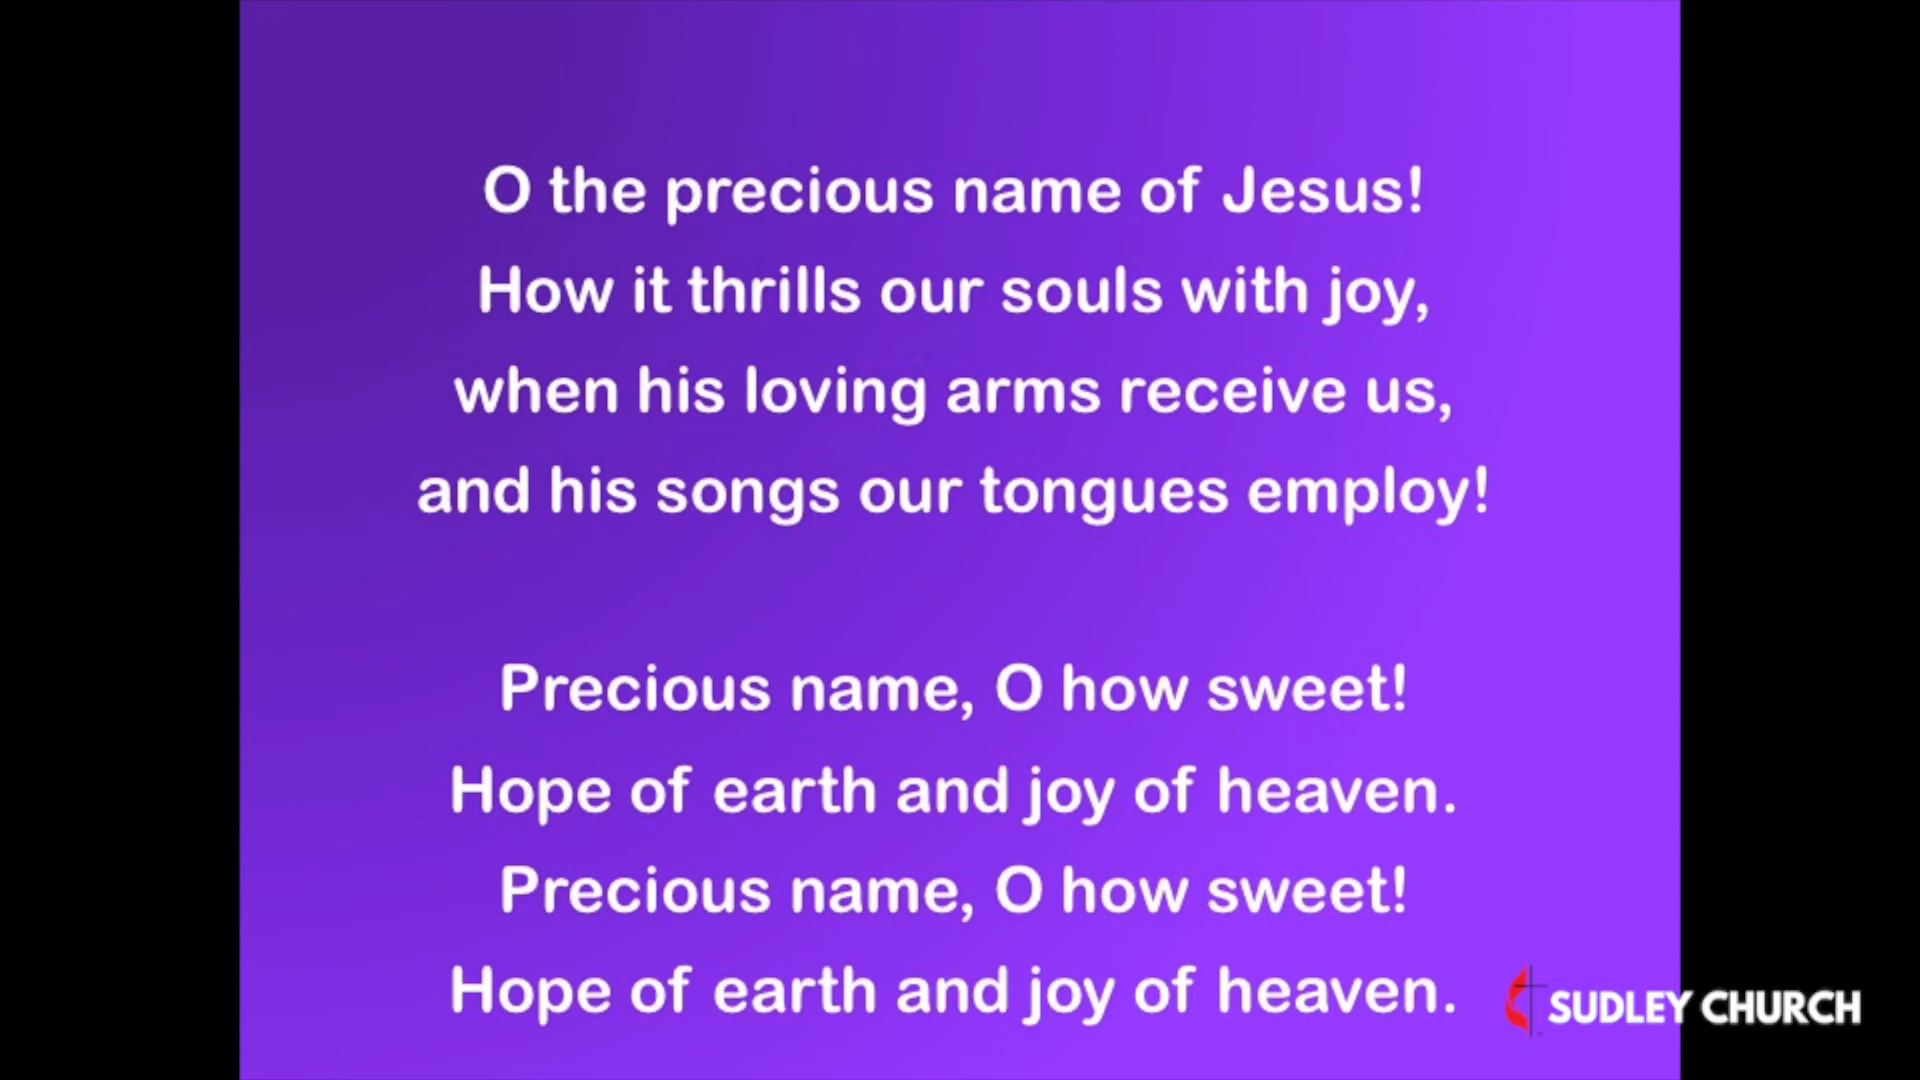 O the precious name of Jesus!
How it thrills our souls with joy,
when his loving arms receive us,
and his songs our tongues employ!
Precious name, O how sweet!
Hope of earth and joy of heaven.
Precious name, O how sweet!
Hope of earth and joy of heaven.
SUDLEY CHURCH